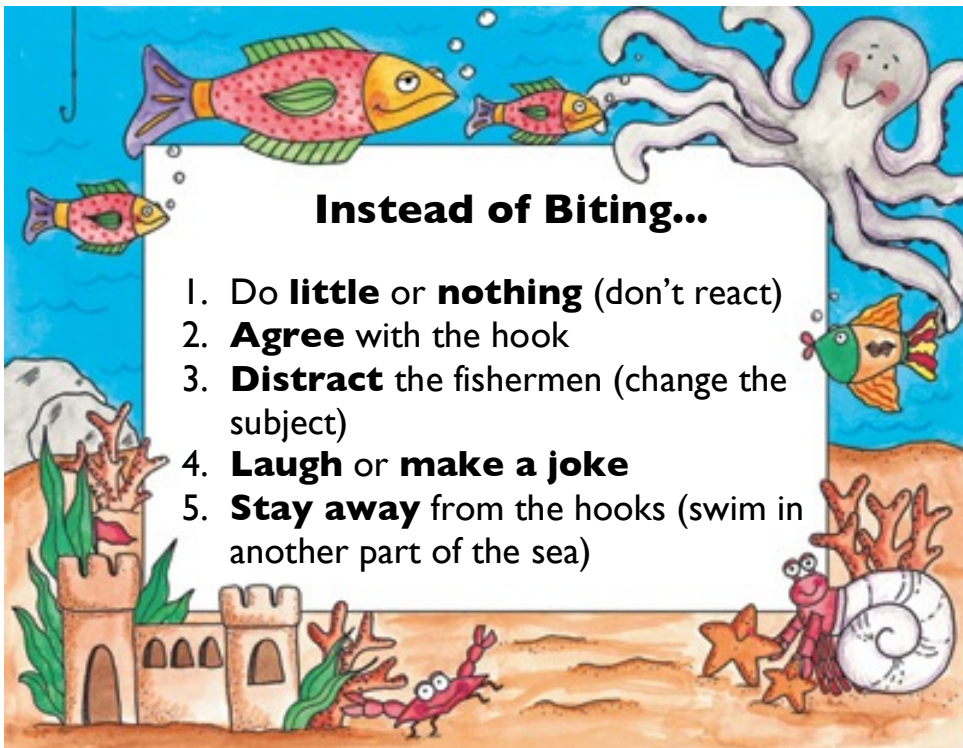 Instead of Biting...
1. Do little or nothing (don't react)
2. Agree with the hook
3. Distract the fishermen (change the
subject)
4. Laugh or make a joke
5. Stay away from the hooks (swim in
another part of the sea)